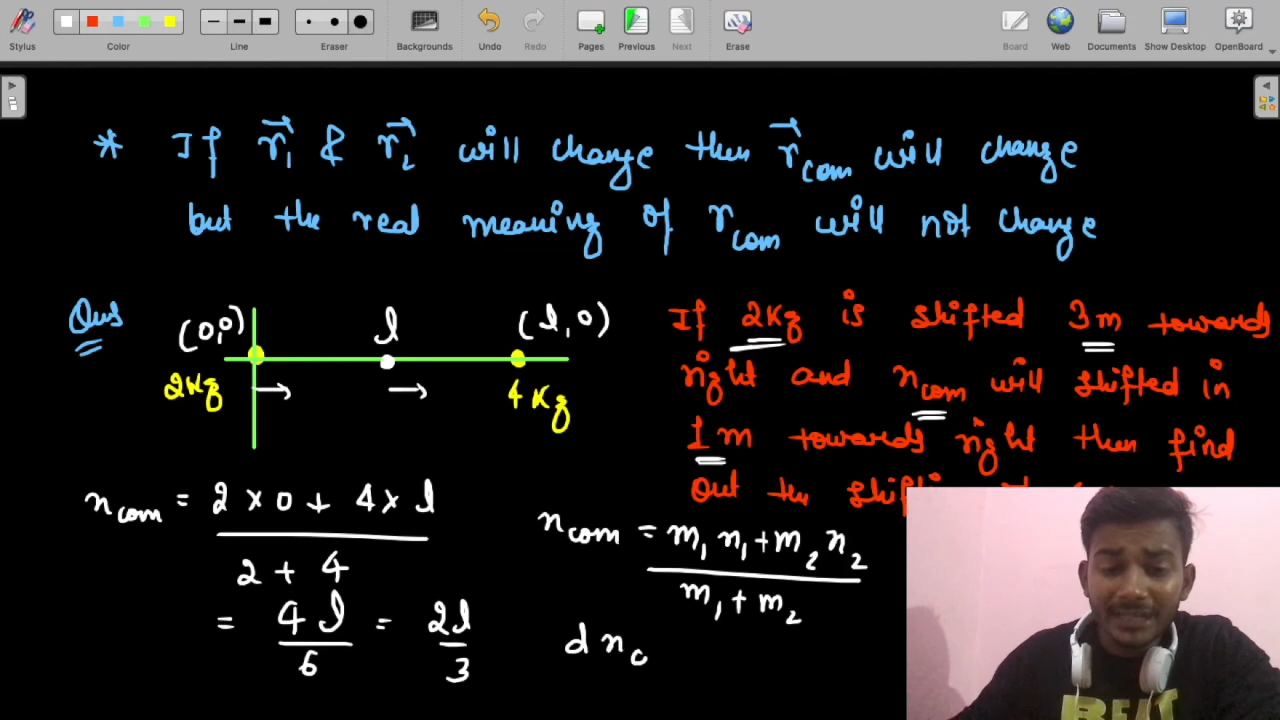 Stylus Color Line Eraser Backgrounds Undo Redo Pages Previous Next Erase Board Web Documents Show Desktop OpenBoard
* If r⃗₁ & r⃗₂ will change then r⃗com will change
but the real meaning of rcom will not change
Qus
(0,0) l (l,0)
2Kg 4Kg
If 2Kg is shifted 3m towards
right and xcom will shifted in
1m towards right then find
out the
xcom = 2 × 0 + 4 × l
2 + 4
= 4l/6 = 2l/3
xcom = m₁x₁ + m₂x₂
m₁ + m₂
d xc
BEAT